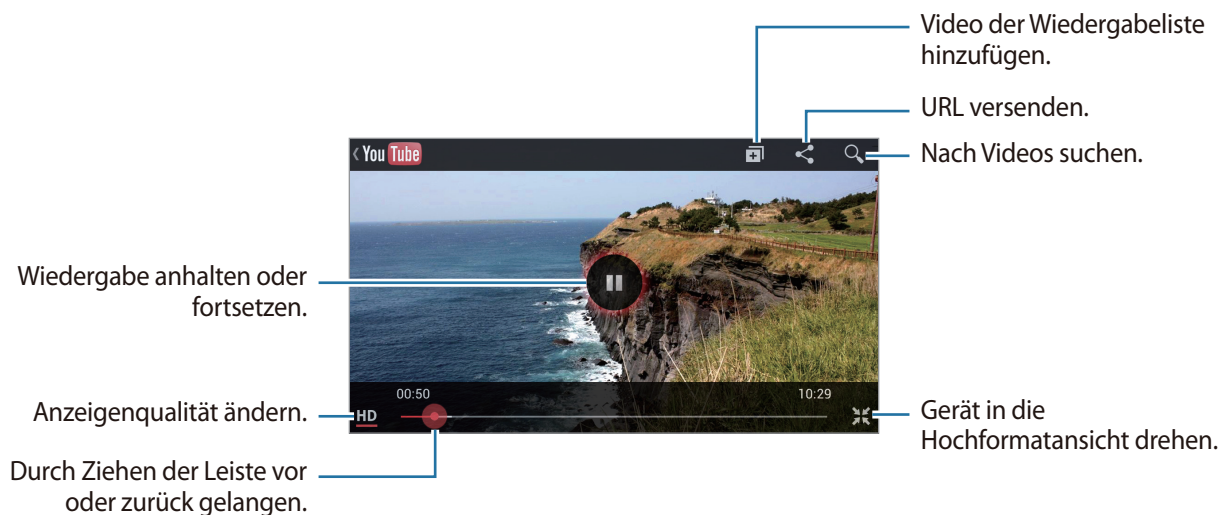 Video der Wiedergabeliste
hinzufügen.
URL versenden.
You Tube
Nach Videos suchen.
Wiedergabe anhalten oder
fortsetzen.
00:50
10:29
Anzeigenqualität ändern.
HD
Gerät in die
Hochformatansicht drehen.
Durch Ziehen der Leiste vor
oder zurück gelangen.